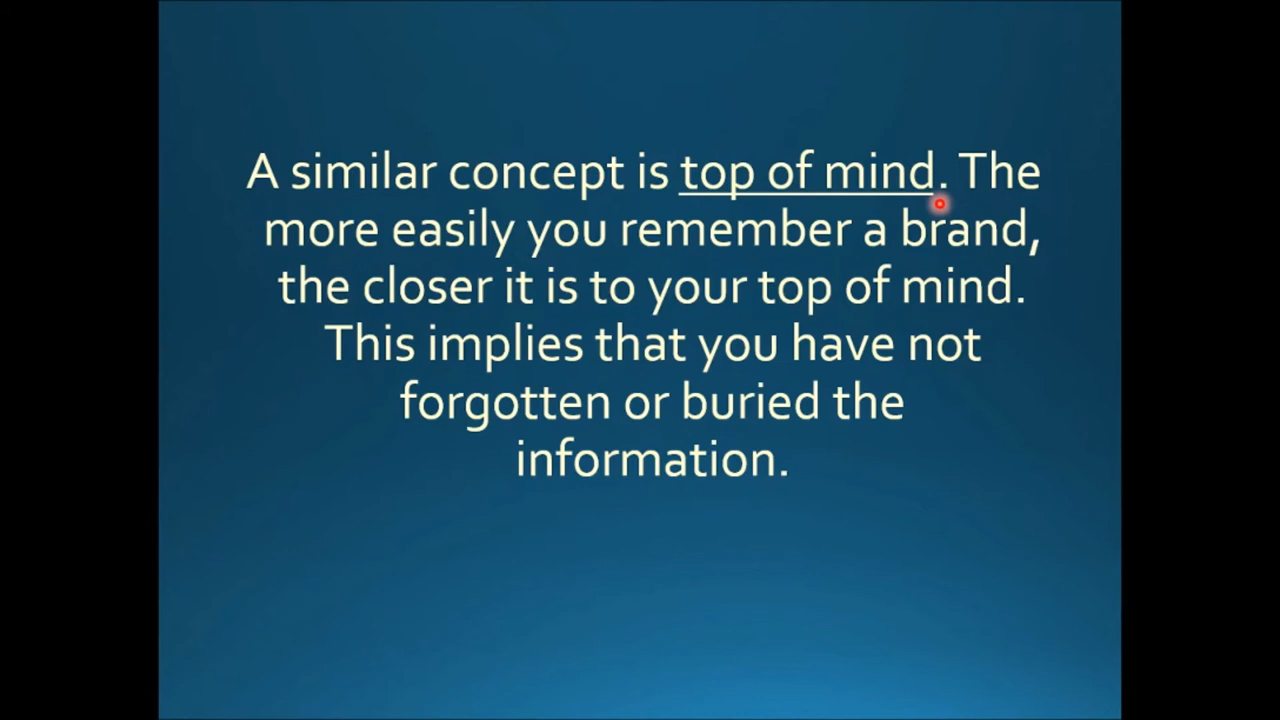 A similar concept is top of mind. The
more easily you remember a brand,
the closer it is to your top of mind.
This implies that you have not
forgotten or buried the
information.